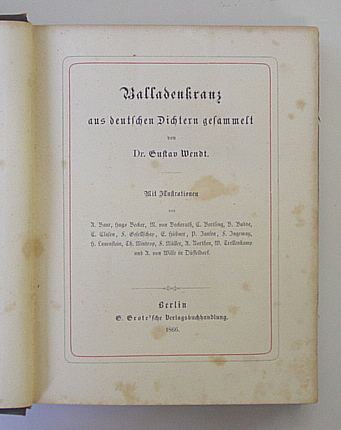 Balladenkranz
aus deutschen Dichtern gesammelt
von
Dr. Gustav Wendt.
Mit Illustrationen
von
A. Baur, Hugo Becker, M. von Beckerath, C. Bertling, B. Budde,
C. Clasen, F. Gesellschap, E. Hübner, P. Janssen, F. Ingenmey,
H. Lauenstein, Th. Mintrop, F. Müller, A. Northen, W. Grellenkamp
und A. von Wille in Düsseldorf.
Berlin
G. Grote'sche Verlagsbuchhandlung.
1866.